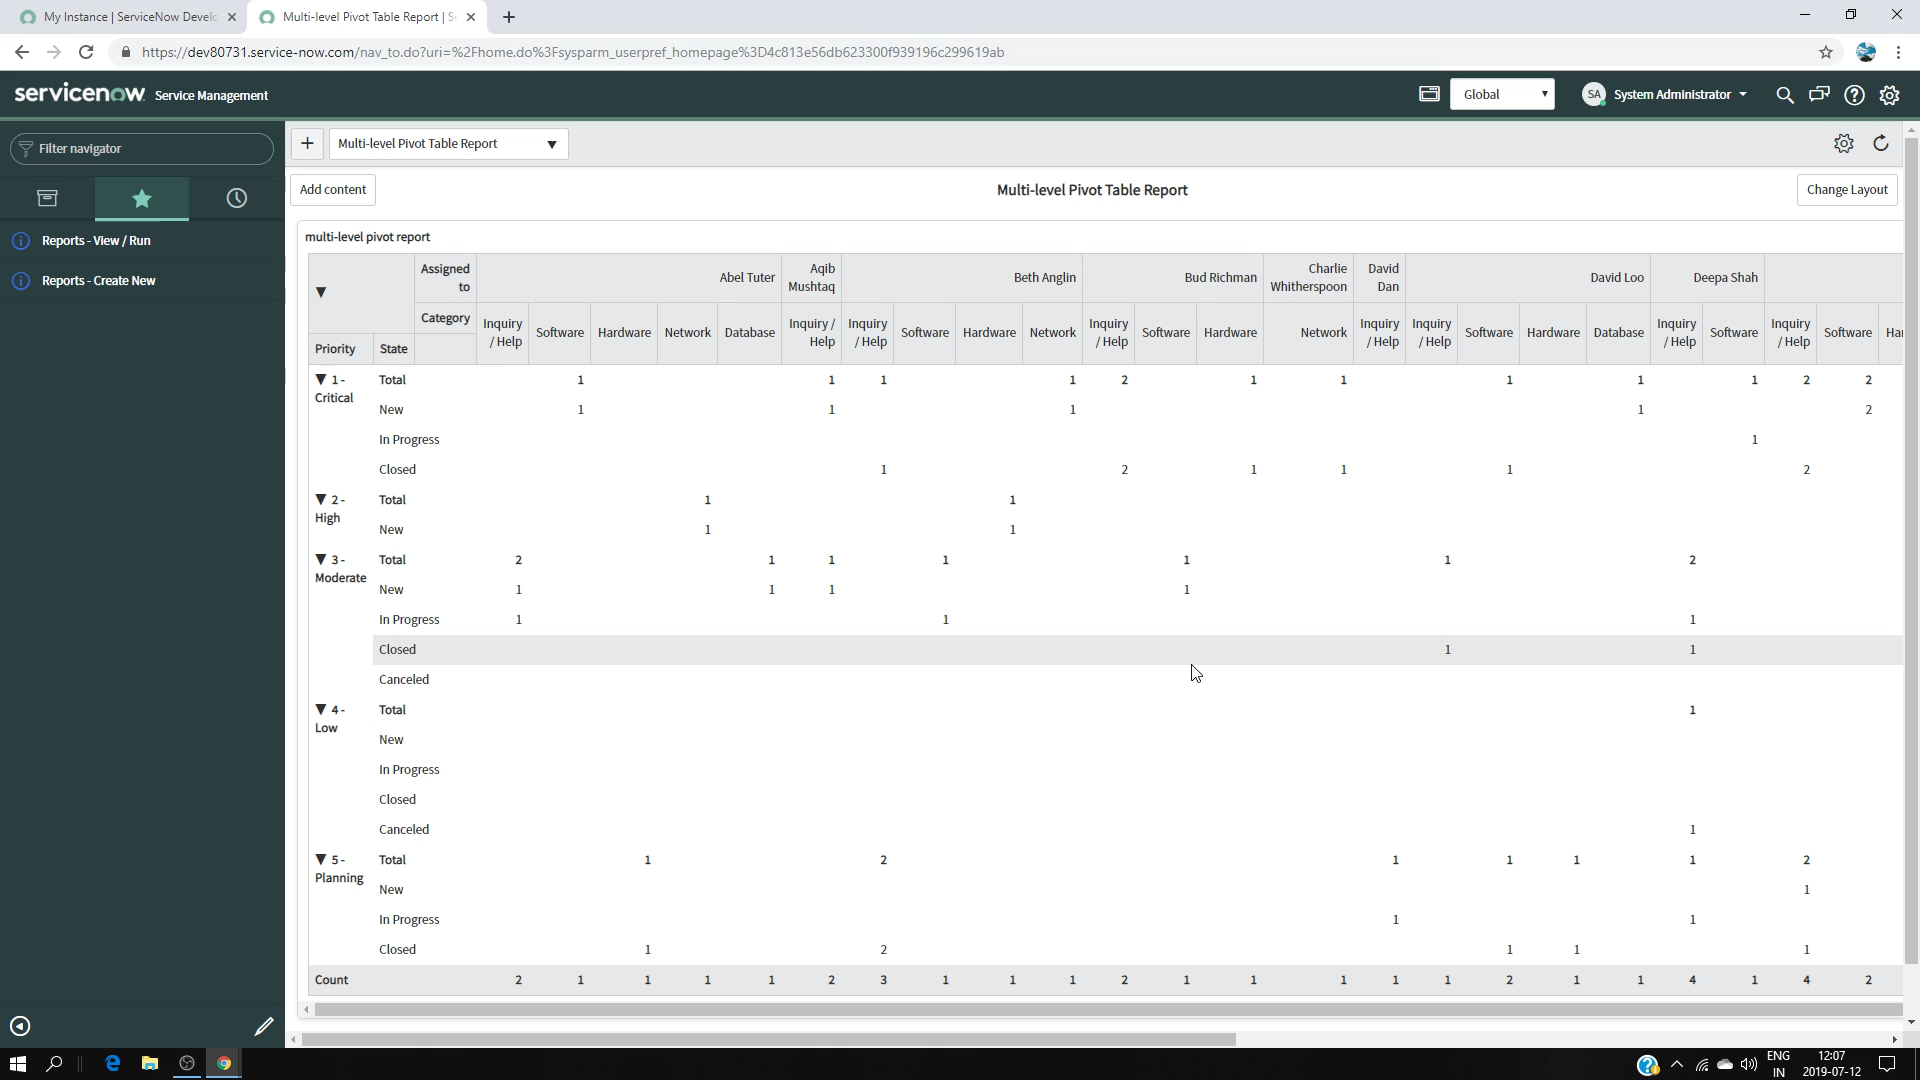 My Instance | ServiceNow Develo
Multi-level Pivot Table Report | S
https://dev80731.service-now.com/nav_to.do?uri=%2Fhome.do%3Fsysparm_userpref_homepage%3D4c813e56db623300f939196c299619ab
servicenow Service Management
Global
SA System Administrator
Filter navigator
Multi-level Pivot Table Report
Add content
Multi-level Pivot Table Report
Change Layout
Reports - View / Run
Reports - Create New
multi-level pivot report
Assigned to Abel Tuter Aqib Mushtaq Beth Anglin Bud Richman Charlie Whitherspoon David Dan David Loo Deepa Shah
Category Inquiry / Help Software Hardware Network Database Inquiry / Help Inquiry / Help Software Hardware Network Inquiry / Help Software Hardware Network Inquiry / Help Inquiry / Help Software Hardware Database Inquiry / Help Software Inquiry / Help Software Har
Priority State
1 - Critical Total 1 1 1 1 2 1 1 1 1 1 2 2
New 1 1 1 1 2
In Progress 1
Closed 1 2 1 1 1 2
2 - High Total 1 1
New 1 1
3 - Moderate Total 2 1 1 1 1 1 2
New 1 1 1 1
In Progress 1 1 1
Closed 1 1
Canceled
4 - Low Total 1
New
In Progress
Closed
Canceled 1
5 - Planning Total 1 2 1 1 1 1 2
New 1
In Progress 1 1
Closed 1 2 1 1 1
Count 2 1 1 1 1 2 3 1 1 1 2 1 1 1 1 1 2 1 1 4 1 4 2
ENG
IN
12:07
2019-07-12